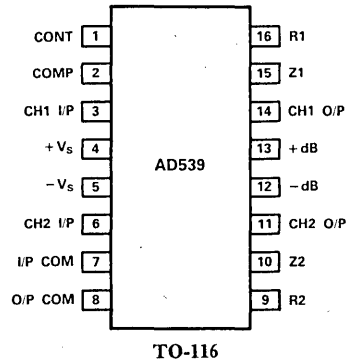 CONT 1 16 R1
COMP 2 15 Z1
CH1 I/P 3 14 CH1 O/P
+VS 4 13 +dB
AD539
-VS 5 12 -dB
CH2 I/P 6 11 CH2 O/P
I/P COM 7 10 Z2
O/P COM 8 9 R2
TO-116